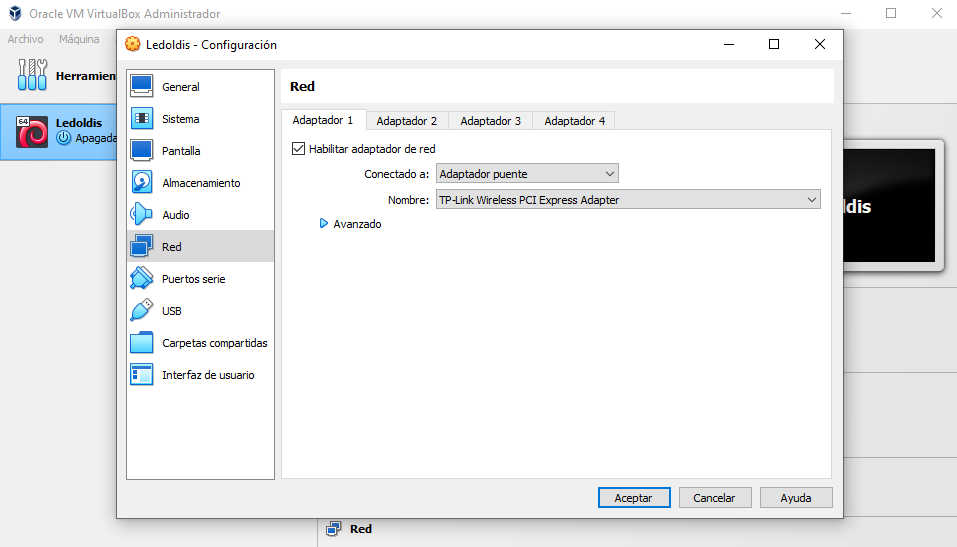 Oracle VM VirtualBox Administrador
Archivo Máquina
Ledoldis - Configuración
Herramien
64
Ledoldis
Apagada
General
Sistema
Pantalla
Almacenamiento
Audio
Red
Puertos serie
USB
Carpetas compartidas
Interfaz de usuario
Red
Adaptador 1 Adaptador 2 Adaptador 3 Adaptador 4
Habilitar adaptador de red
Conectado a: Adaptador puente
Nombre: TP-Link Wireless PCI Express Adapter
Avanzado
ldis
Aceptar Cancelar Ayuda
Red